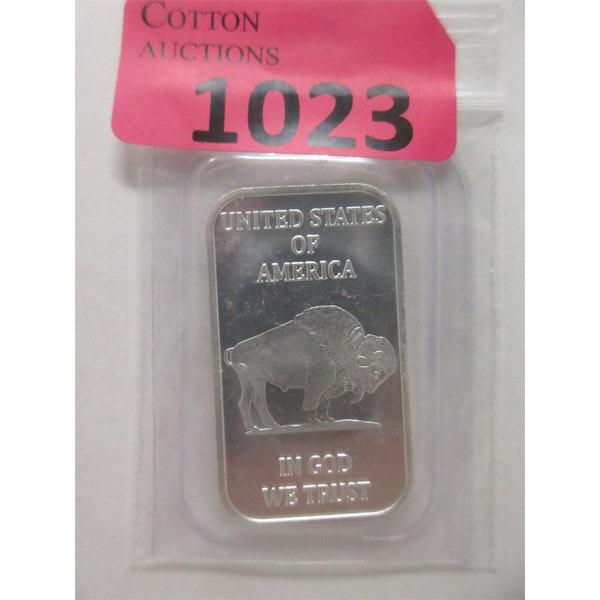 COTTON
AUCTIONS
1023
UNITED STATES
OF
AMERICA
IN GOD
WE TRUST